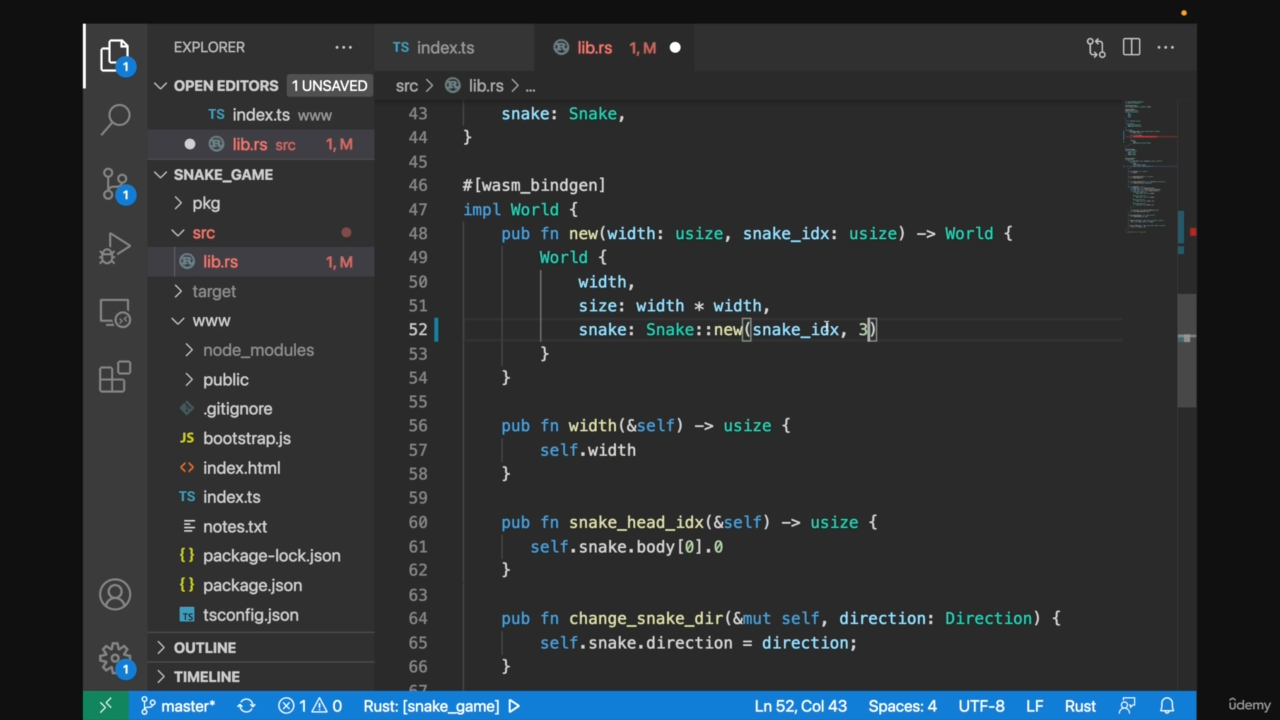 EXPLORER
OPEN EDITORS 1 UNSAVED
TS index.ts www
lib.rs src 1, M
SNAKE_GAME
pkg
src
lib.rs 1, M
target
www
node_modules
public
.gitignore
JS bootstrap.js
index.html
TS index.ts
notes.txt
{} package-lock.json
{} package.json
TS tsconfig.json
OUTLINE
TIMELINE
1
1
1
TS index.ts
lib.rs 1, M
src > lib.rs > ...
43 snake: Snake,
44 }
45
46 #[wasm_bindgen]
47 impl World {
48 pub fn new(width: usize, snake_idx: usize) -> World {
49 World {
50 width,
51 size: width * width,
52 snake: Snake::new(snake_idx, 3)
53 }
54 }
55
56 pub fn width(&self) -> usize {
57 self.width
58 }
59
60 pub fn snake_head_idx(&self) -> usize {
61 self.snake.body[0].0
62 }
63
64 pub fn change_snake_dir(&mut self, direction: Direction) {
65 self.snake.direction = direction;
66 }
67
master* 1 0 Rust: [snake_game] Ln 52, Col 43 Spaces: 4 UTF-8 LF Rust
ûdemy